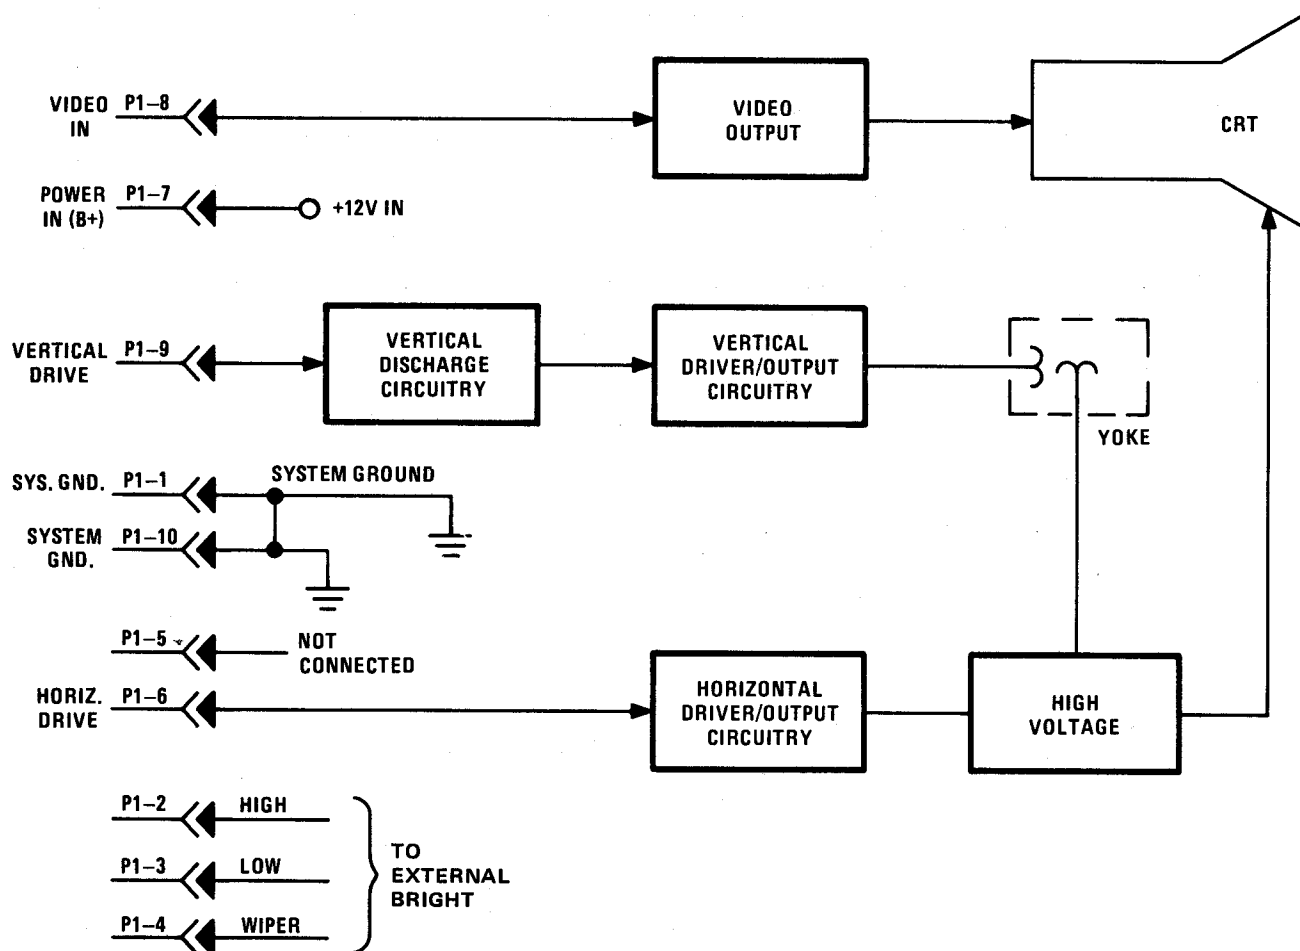 VIDEO IN P1–8
VIDEO OUTPUT
CRT
POWER IN (B+) P1–7
+12V IN
VERTICAL DRIVE P1–9
VERTICAL DISCHARGE CIRCUITRY
VERTICAL DRIVER/OUTPUT CIRCUITRY
YOKE
SYS. GND. P1–1
SYSTEM GROUND
SYSTEM GND. P1–10
P1–5
NOT CONNECTED
HORIZ. DRIVE P1–6
HORIZONTAL DRIVER/OUTPUT CIRCUITRY
HIGH VOLTAGE
P1–2 HIGH
P1–3 LOW
P1–4 WIPER
TO EXTERNAL BRIGHT